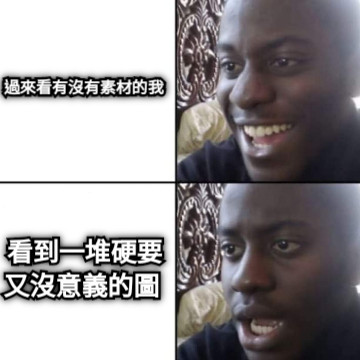 過來看有沒有素材的我
看到一堆硬要
又沒意義的圖